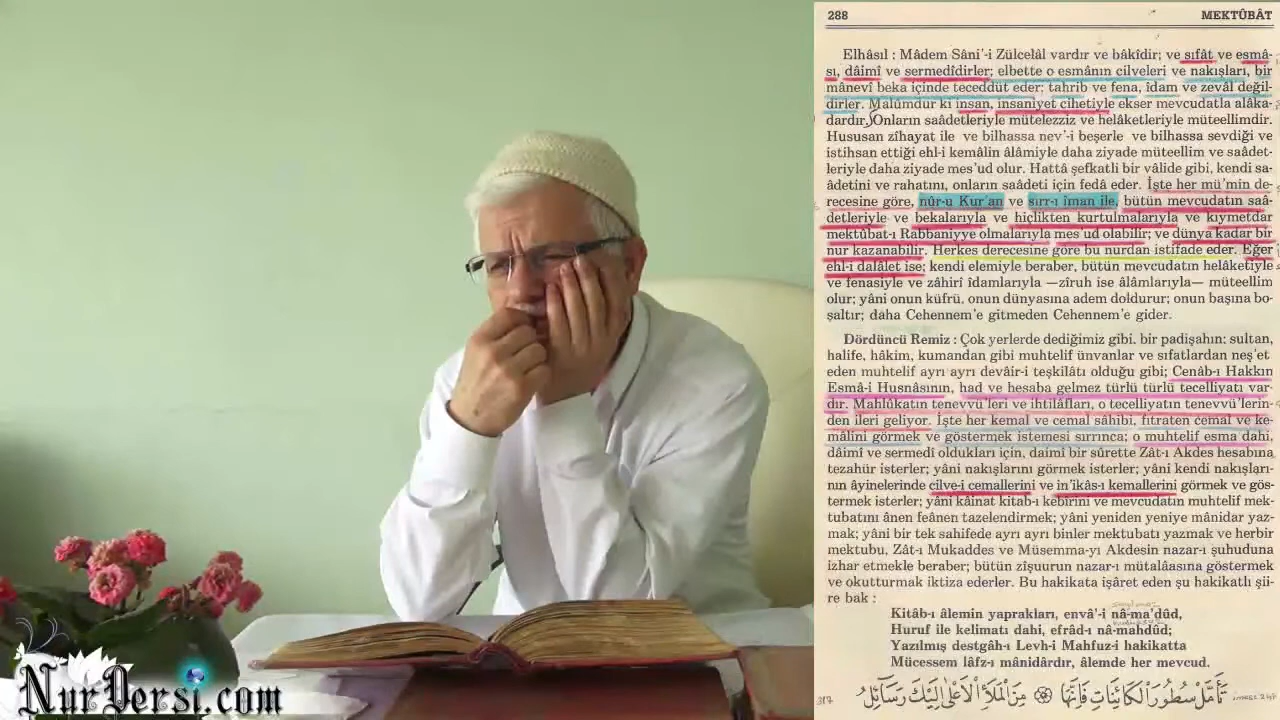 288 MEKTÛBÂT
Elhâsıl : Mâdem Sâni'-i Zülcelâl vardır ve bâkîdir; ve sıfât ve esmâ-
sı, dâimî ve sermedîdirler; elbette o esmânın cilveleri ve nakışları, bir
mânevî beka içinde teceddüt eder; tahrib ve fena, îdam ve zevâl değil-
dirler. Malûmdur ki insan, insaniyet cihetiyle ekser mevcudatla alâka-
dardır. Onların saâdetleriyle mütelezziz ve helâketleriyle müteellimdir.
Hususan zîhayat ile ve bilhassa nev'-i beşerle ve bilhassa sevdiği ve
istihsan ettiği ehl-i kemâlin âlâmiyle daha ziyade müteellim ve saâdet-
leriyle daha ziyade mes'ud olur. Hattâ şefkatli bir vâlide gibi, kendi sa-
âdetini ve rahatını, onların saâdeti için fedâ eder. İşte her mü'min de-
recesine göre, nûr-u Kur'an ve sırr-ı îman ile, bütün mevcudatın saâ-
detleriyle ve bekalarıyla ve hiçlikten kurtulmalarıyla ve kıymetdar
mektûbat-ı Rabbaniyye olmalarıyla mes'ud olabilir; ve dünya kadar bir
nur kazanabilir. Herkes derecesine göre bu nurdan istifade eder. Eğer
ehl-i dalâlet ise; kendi elemiyle beraber, bütün mevcudatın helâketiyle
ve fenasiyle ve zâhirî îdamlarıyla —zîruh ise âlâmlarıyla— müteellim
olur; yâni onun küfrü, onun dünyasına adem doldurur; onun başına bo-
şaltır; daha Cehennem'e gitmeden Cehennem'e gider.
Dördüncü Remiz : Çok yerlerde dediğimiz gibi, bir padişahın: sultan,
halife, hâkim, kumandan gibi muhtelif ünvanlar ve sıfatlardan neş'et
eden muhtelif ayrı ayrı devâir-i teşkilâtı olduğu gibi; Cenâb-ı Hakkın
Esmâ-i Husnâsının, had ve hesaba gelmez türlü türlü tecelliyatı var-
dır. Mahlûkatın tenevvü'leri ve ihtilâfları, o tecelliyatın tenevvü'lerin-
den ileri geliyor. İşte her kemal ve cemal sâhibi, fıtraten cemal ve ke-
mâlini görmek ve göstermek istemesi sırrınca; o muhtelif esma dahi,
dâimî ve sermedî oldukları için, daimî bir sûrette Zât-ı Akdes hesabına
tezahür isterler; yâni nakışlarını görmek isterler; yâni kendi nakışları-
nın âyinelerinde cilve-i cemallerini ve in'ikâs-ı kemallerini görmek ve gös-
termek isterler; yâni kâinat kitab-ı kebirini ve mevcudatın muhtelif mek-
tubatını ânen feânen tazelendirmek; yâni yeniden yeniye mânidar yaz-
mak; yâni bir tek sahifede ayrı ayrı binler mektubatı yazmak ve herbir
mektubu, Zât-ı Mukaddes ve Müsemma-yı Akdesin nazar-ı şuhuduna
izhar etmekle beraber; bütün zîşuurun nazar-ı mütalâasına göstermek
ve okutturmak iktiza ederler. Bu hakikata işâret eden şu hakikatlı şii-
re bak :
Kitâb-ı âlemin yaprakları, envâ'-i nâ-ma'dûd,
Huruf ile kelimatı dahi, efrâd-ı nâ-mahdûd;
Yazılmış destgâh-ı Levh-i Mahfuz-i hakikatta
Mücessem lâfz-ı mânidârdır, âlemde her mevcud.
تَأَمَّلْ سُطُورَ الْكَائِنَاتِ فَإِنَّهَا ۞ مِنَ الْمَلَإِ الْأَعْلٰى إِلَيْكَ رَسَائِلُ
NurDersi.com